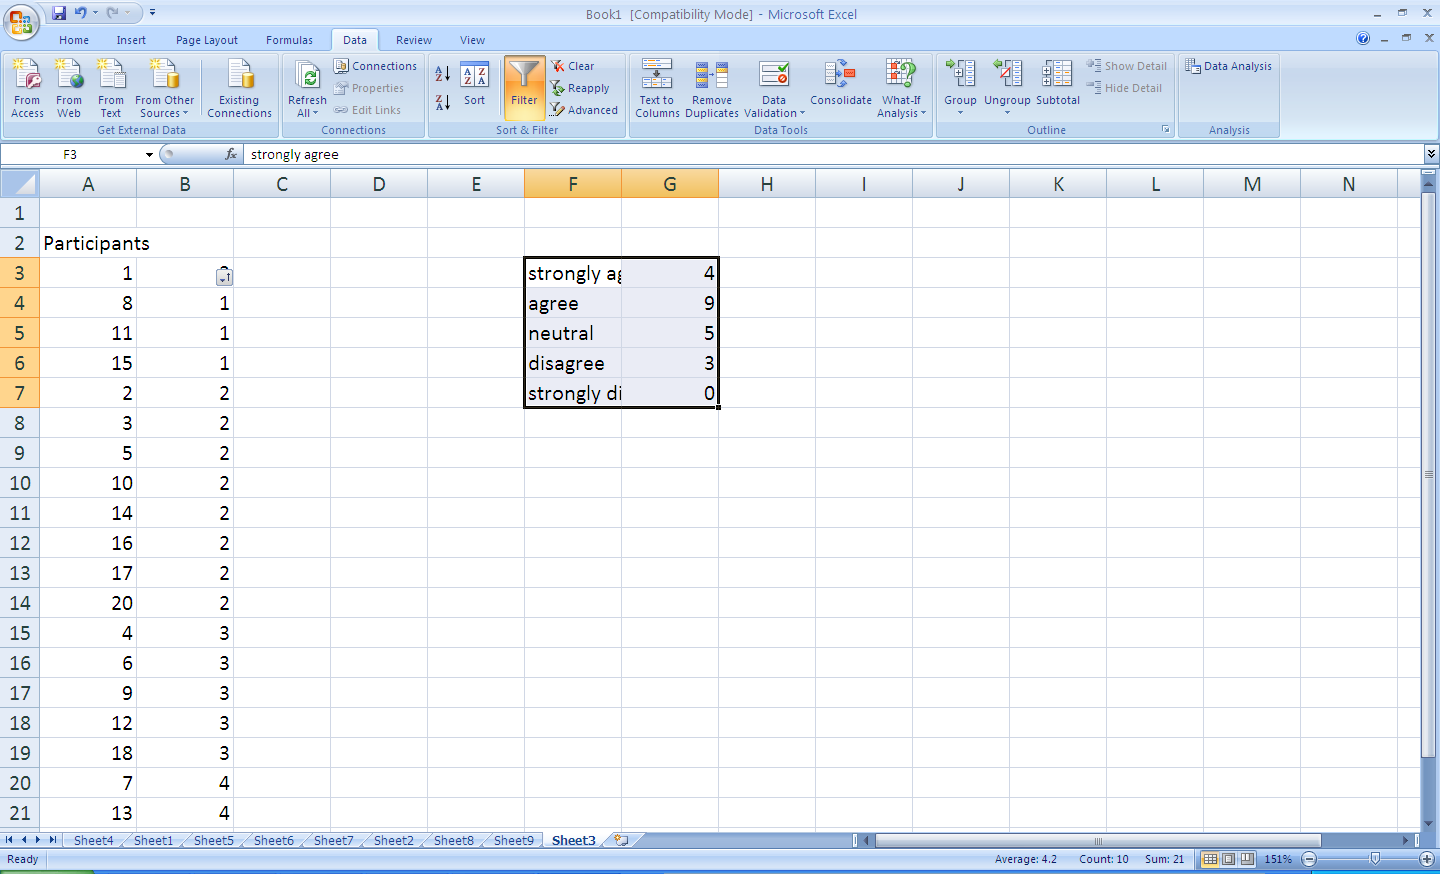 Book1 [Compatibility Mode] - Microsoft Excel
Home Insert Page Layout Formulas Data Review View
From Access From Web From Text From Other Sources Existing Connections
Get External Data
Refresh All Connections Properties Edit Links
Connections
Sort Filter Clear Reapply Advanced
Sort & Filter
Text to Columns Remove Duplicates Data Validation Consolidate What-If Analysis
Data Tools
Group Ungroup Subtotal Show Detail Hide Detail
Outline
Data Analysis
Analysis
F3 fx strongly agree
A B C D E F G H I J K L M N
1
2 Participants
3 1 strongly ag 4
4 8 1 agree 9
5 11 1 neutral 5
6 15 1 disagree 3
7 2 2 strongly di 0
8 3 2
9 5 2
10 10 2
11 14 2
12 16 2
13 17 2
14 20 2
15 4 3
16 6 3
17 9 3
18 12 3
19 18 3
20 7 4
21 13 4
Sheet4 Sheet1 Sheet5 Sheet6 Sheet7 Sheet2 Sheet8 Sheet9 Sheet3
Ready Average: 4.2 Count: 10 Sum: 21 151%